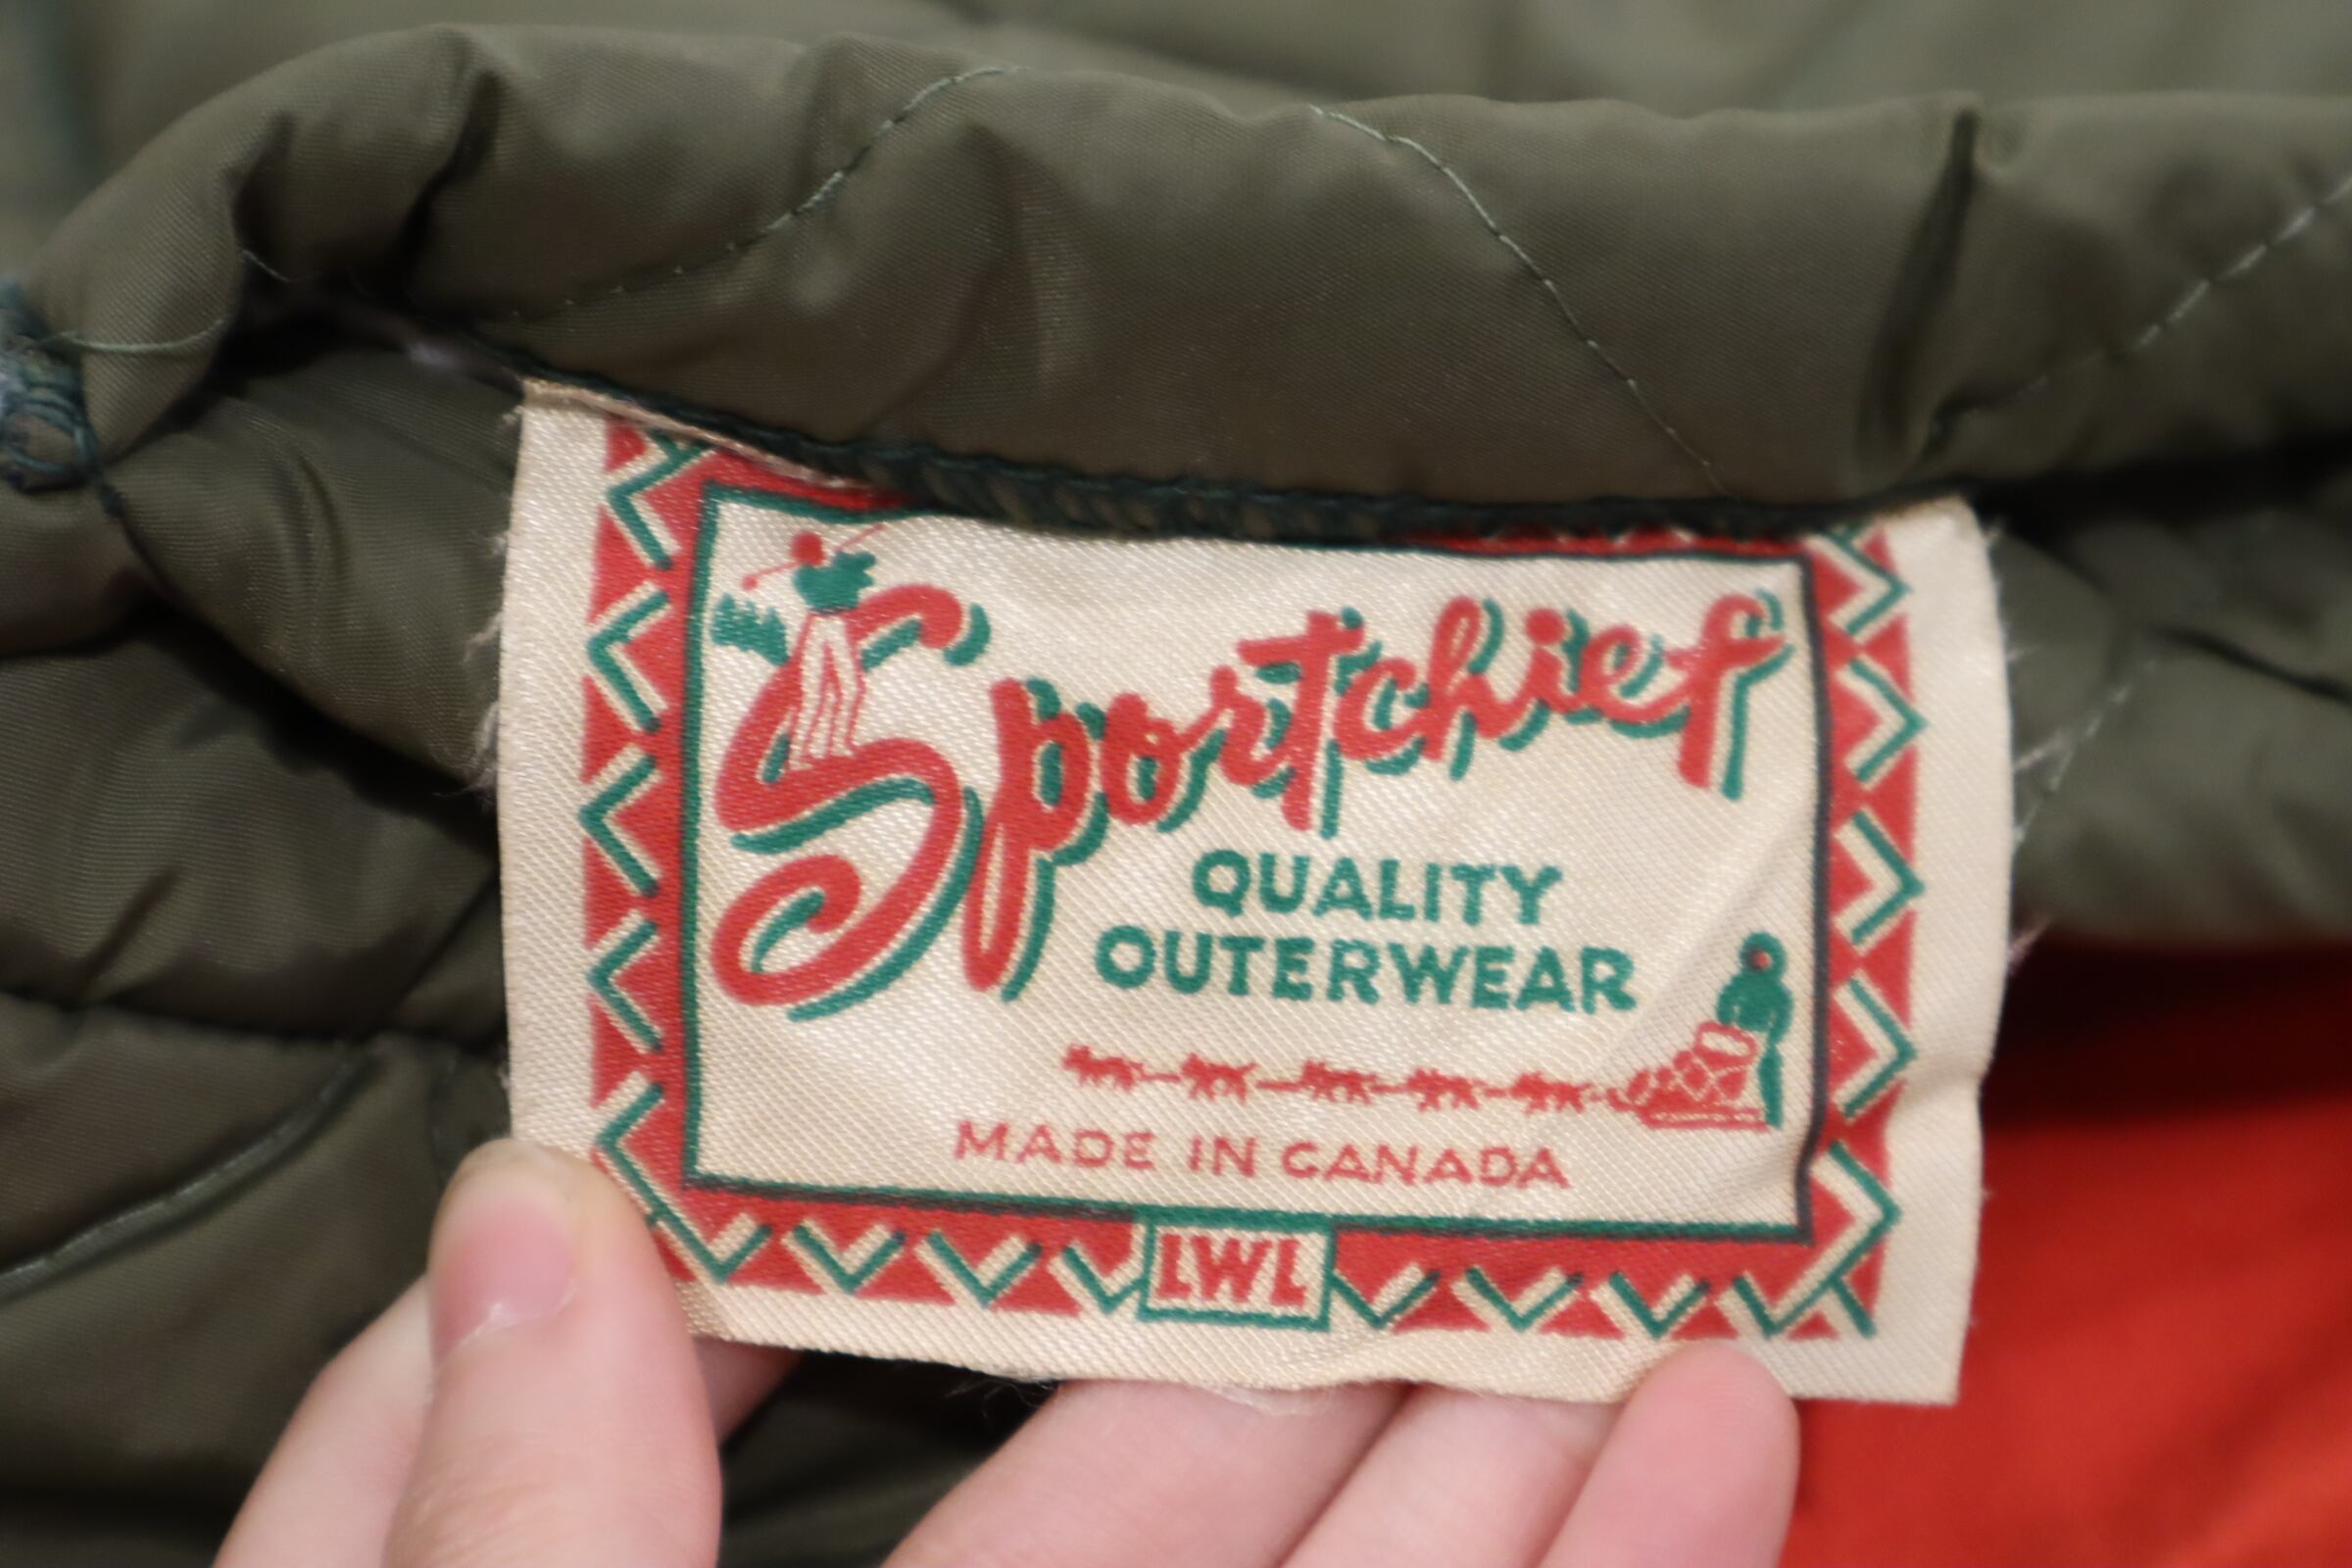 Sportchief
QUALITY
OUTERWEAR
MADE IN CANADA
LWL